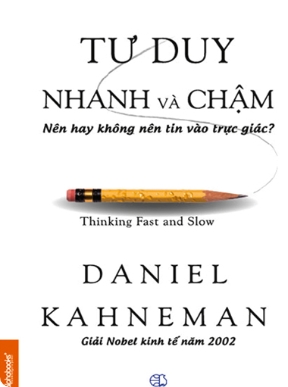 TƯ DUY
NHANH VÀ CHẬM
Nên hay không nên tin vào trực giác?
Thinking Fast and Slow
DANIEL
KAHNEMAN
Giải Nobel kinh tế năm 2002
alphabooks